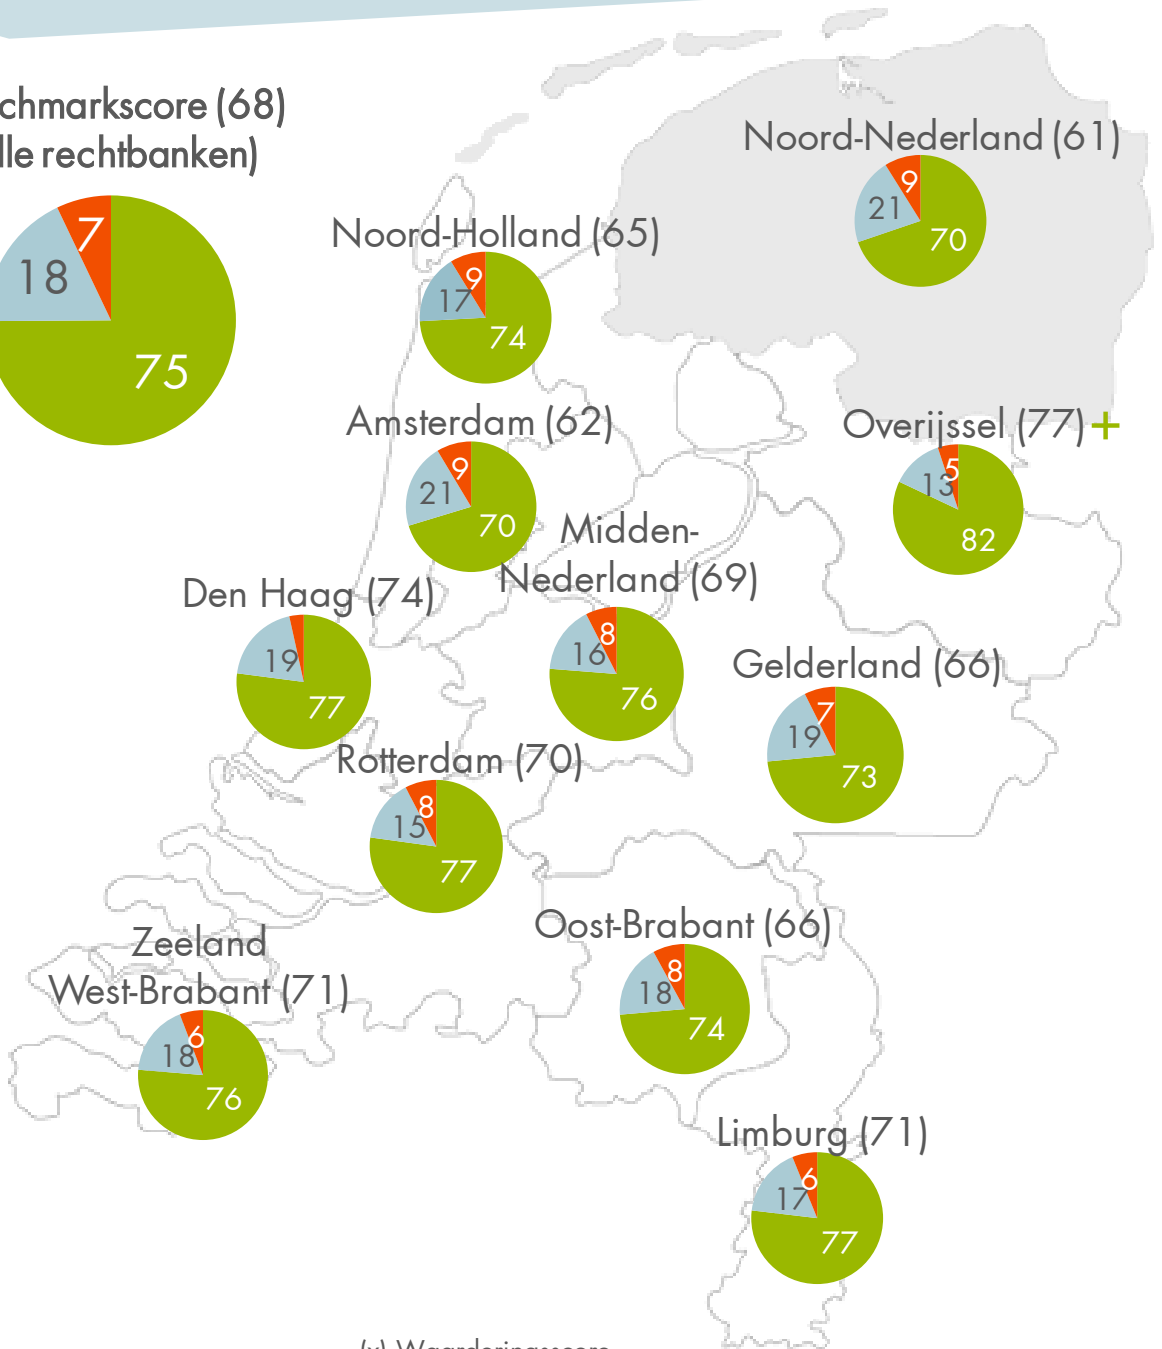 chmarkscore (68)
lle rechtbanken)
7
18
75
Noord-Nederland (61)
9
21
70
Noord-Holland (65)
9
17
74
Amsterdam (62)
9
21
70
Overijssel (77) +
5
13
82
Midden-
Nederland (69)
8
16
76
Den Haag (74)
19
77
Gelderland (66)
7
19
73
Rotterdam (70)
8
15
77
Oost-Brabant (66)
8
18
74
Zeeland
West-Brabant (71)
6
18
76
Limburg (71)
6
17
77
(x) Waarderingsscore